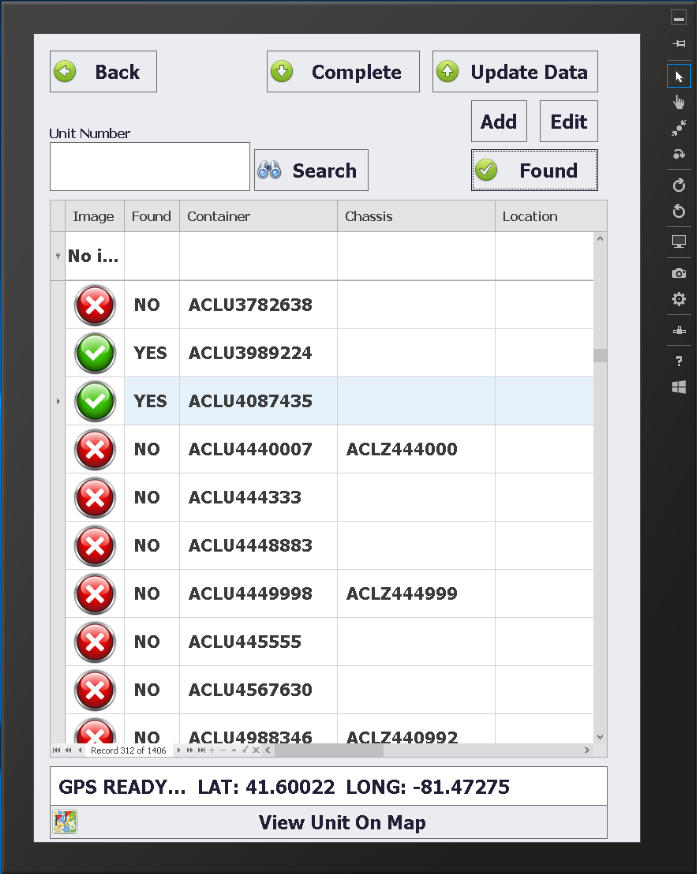 Back
Complete
Update Data
Add
Edit
Unit Number
Search
Found
Image Found Container Chassis Location
No i...
NO ACLU3782638
YES ACLU3989224
YES ACLU4087435
NO ACLU4440007 ACLZ444000
NO ACLU444333
NO ACLU4448883
NO ACLU4449998 ACLZ444999
NO ACLU445555
NO ACLU4567630
NO ACLU4988346 ACLZ440992
Record 312 of 1406
GPS READY... LAT: 41.60022 LONG: -81.47275
View Unit On Map